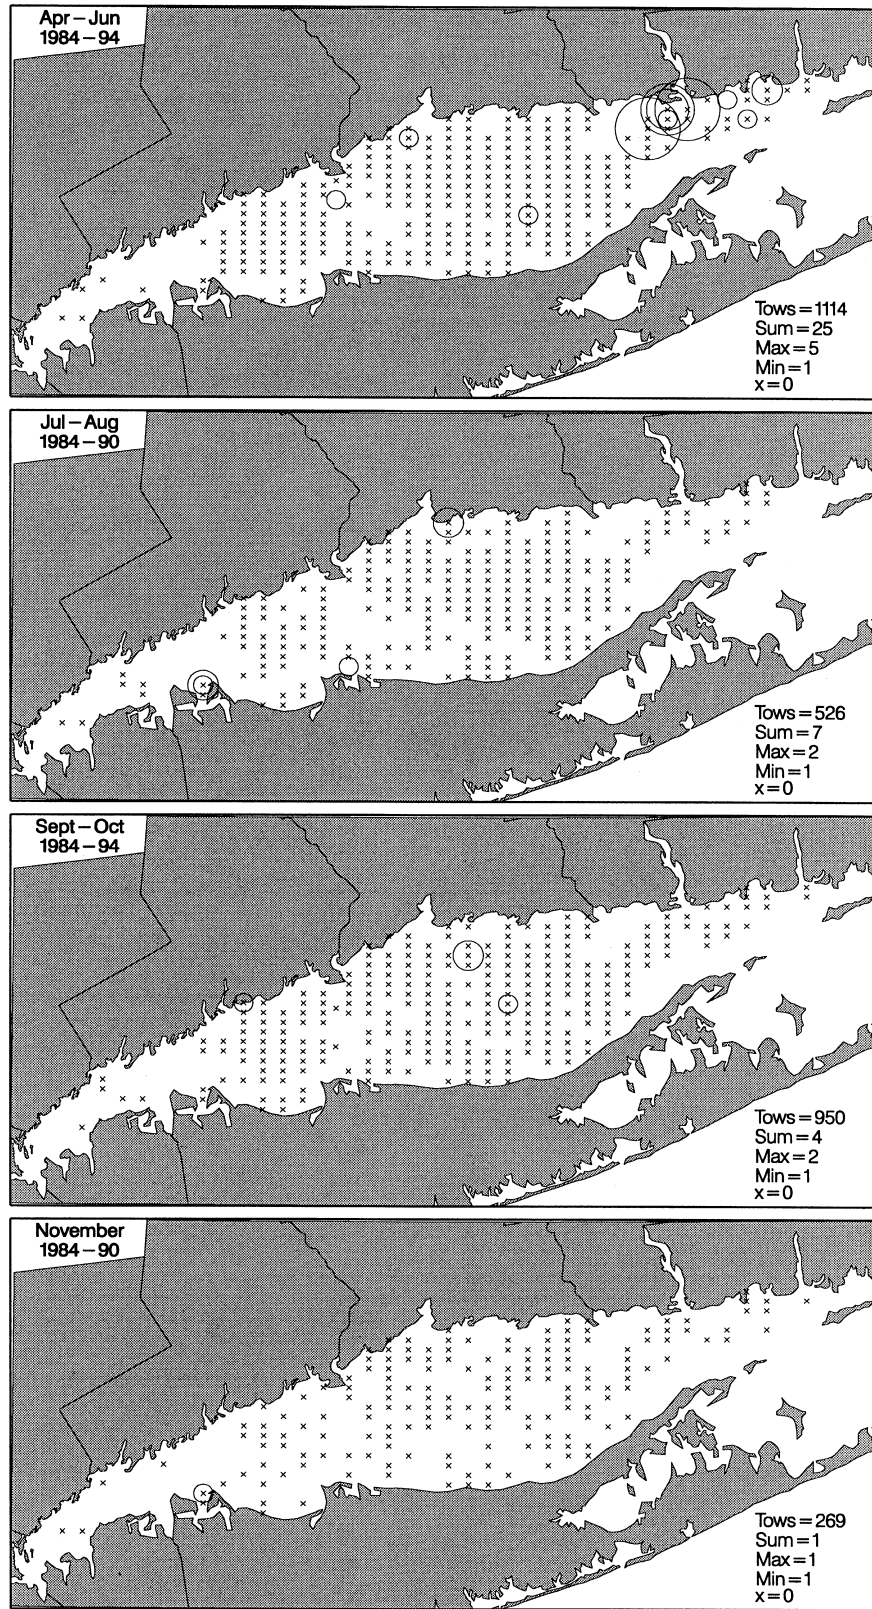 Apr–Jun
1984–94
Tows=1114
Sum=25
Max=5
Min=1
x=0
Jul–Aug
1984–90
Tows=526
Sum=7
Max=2
Min=1
x=0
Sept–Oct
1984–94
Tows=950
Sum=4
Max=2
Min=1
x=0
November
1984–90
Tows=269
Sum=1
Max=1
Min=1
x=0